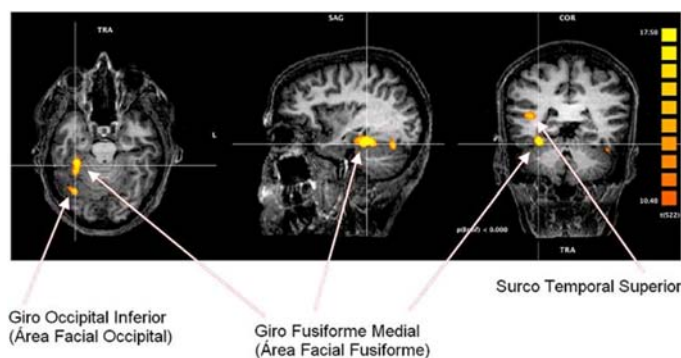 TRA
SAG
COR
17.50
L
10.48
t(522)
p(Bonf) < 0.000
TRA
Giro Occipital Inferior
(Área Facial Occipital)
Giro Fusiforme Medial
(Área Facial Fusiforme)
Surco Temporal Superior